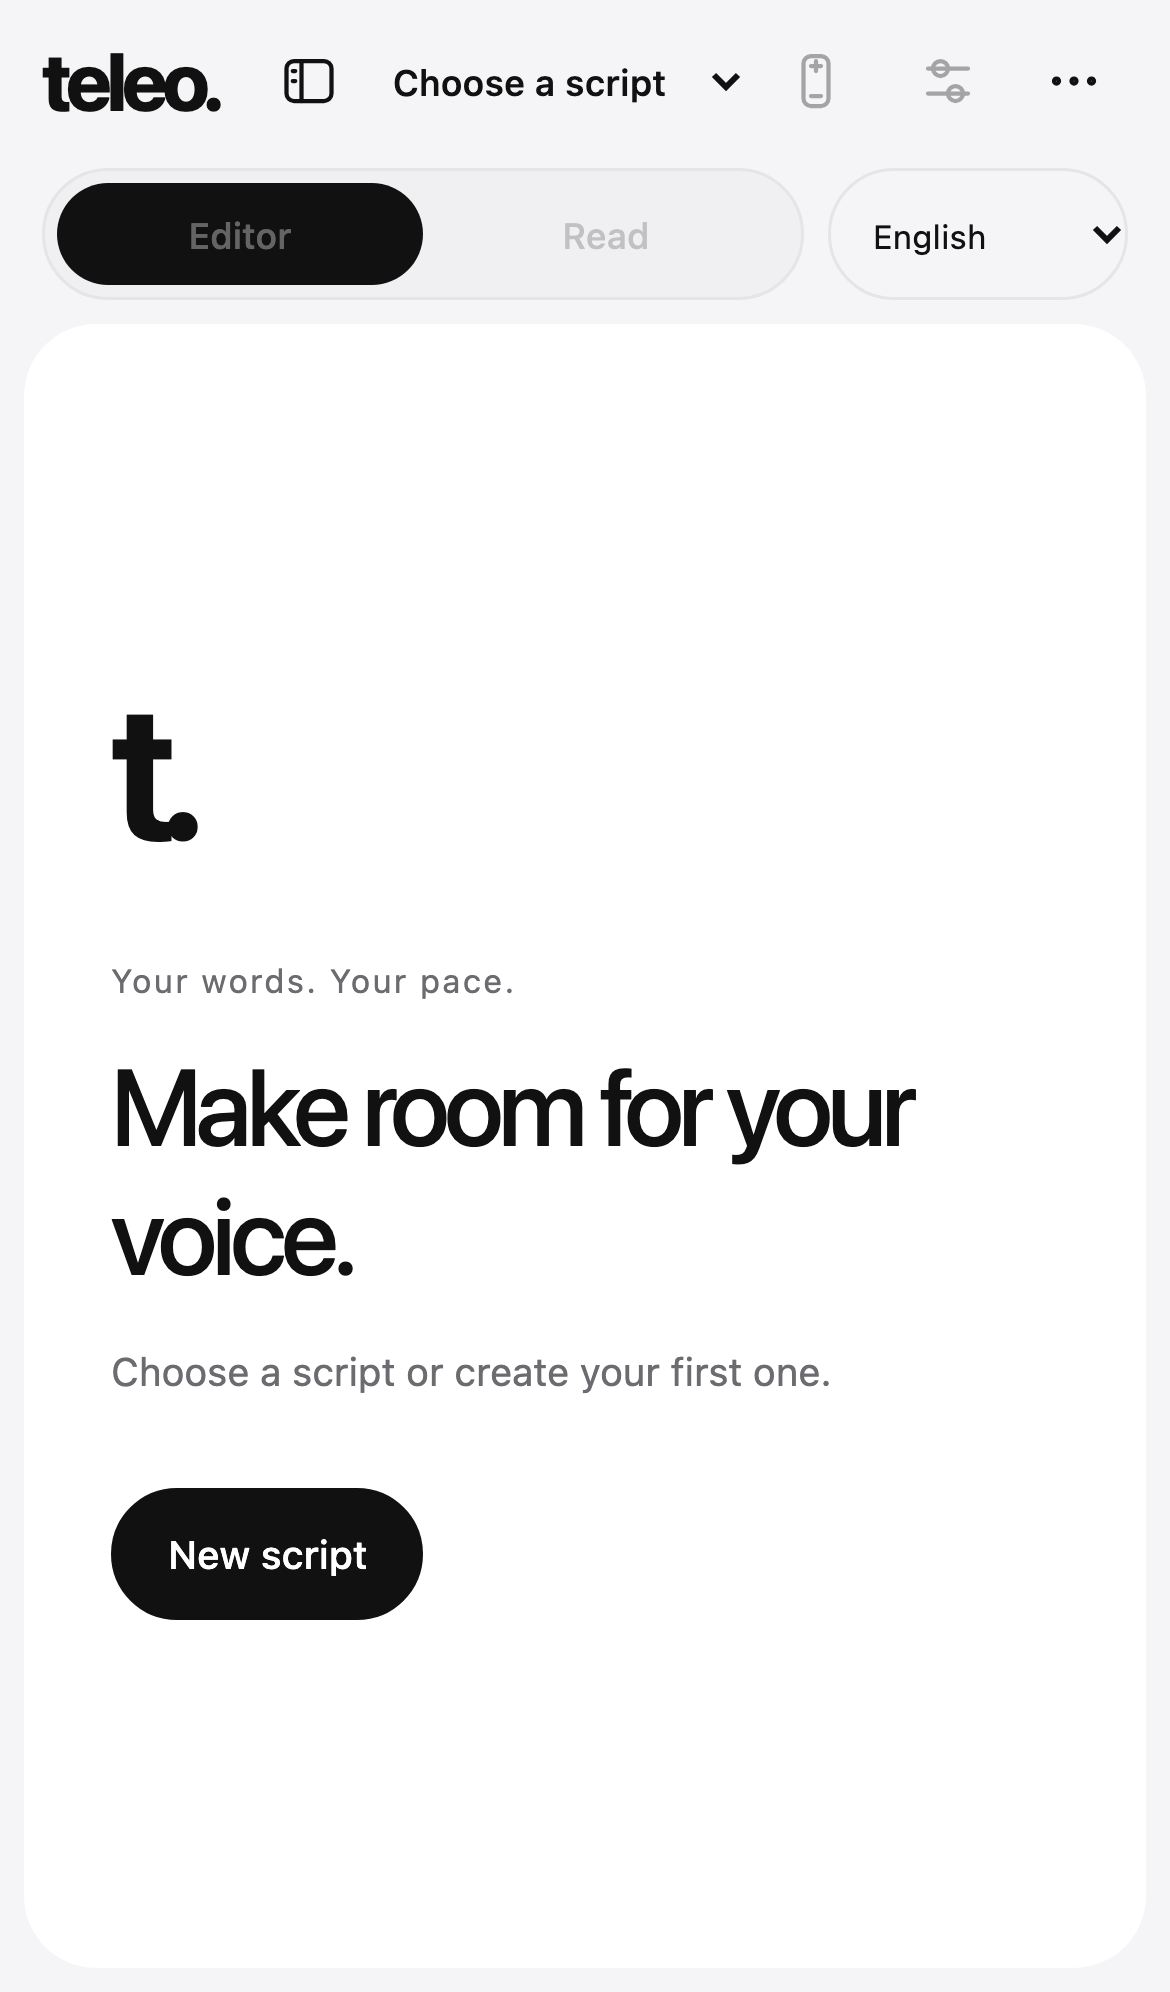 teleo.
Choose a script
Editor
Read
English
t.
Your words. Your pace.
Make room for your
voice.
Choose a script or create your first one.
New script